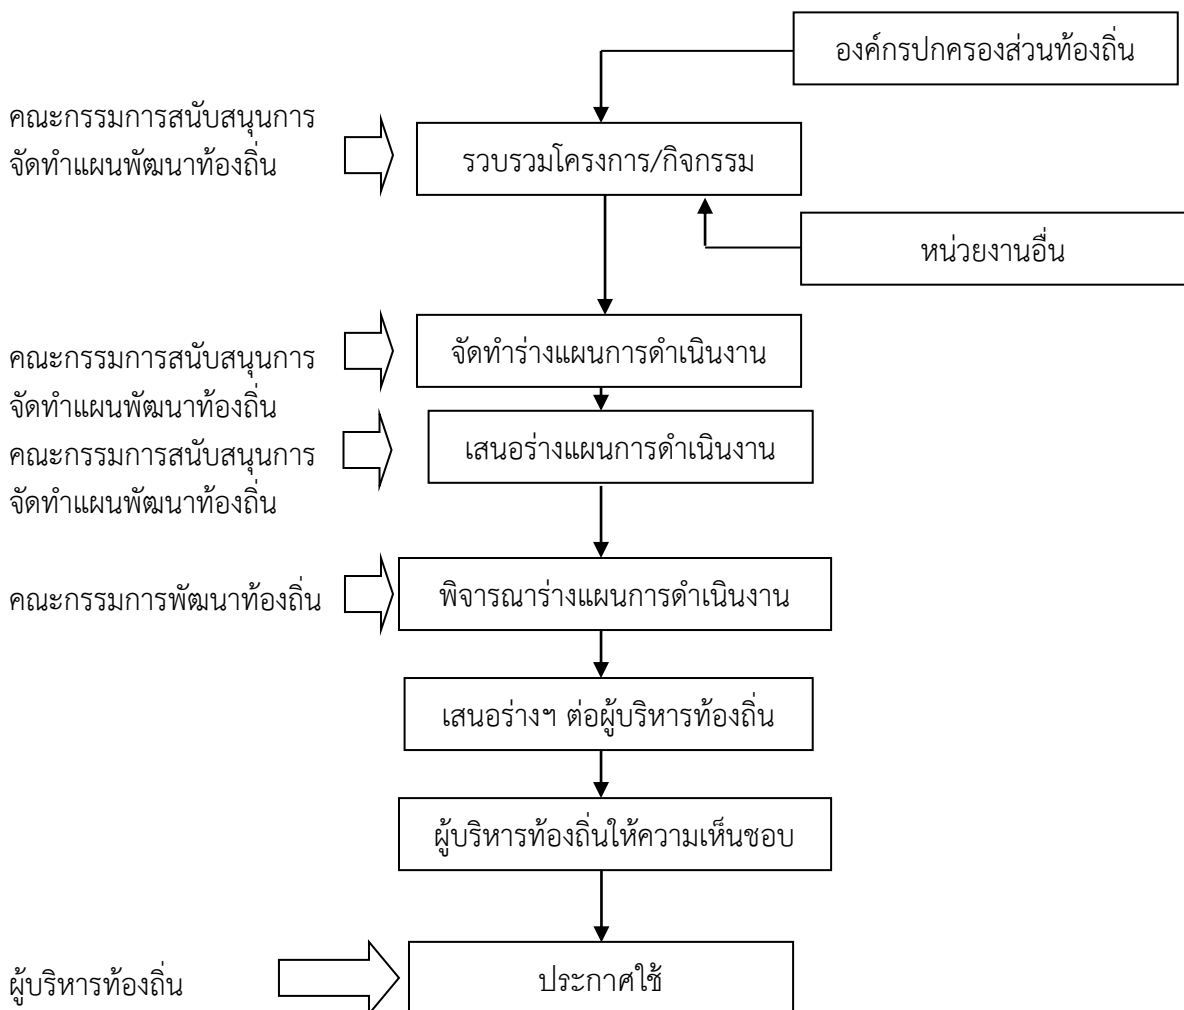 องค์กรปกครองส่วนท้องถิ่น
คณะกรรมการสนับสนุนการ
จัดทำแผนพัฒนาท้องถิ่น
รวบรวมโครงการ/กิจกรรม
หน่วยงานอื่น
คณะกรรมการสนับสนุนการ
จัดทำแผนพัฒนาท้องถิ่น
จัดทำร่างแผนการดำเนินงาน
คณะกรรมการสนับสนุนการ
จัดทำแผนพัฒนาท้องถิ่น
เสนอร่างแผนการดำเนินงาน
คณะกรรมการพัฒนาท้องถิ่น
พิจารณาร่างแผนการดำเนินงาน
เสนอร่างฯ ต่อผู้บริหารท้องถิ่น
ผู้บริหารท้องถิ่นให้ความเห็นชอบ
ผู้บริหารท้องถิ่น
ประกาศใช้